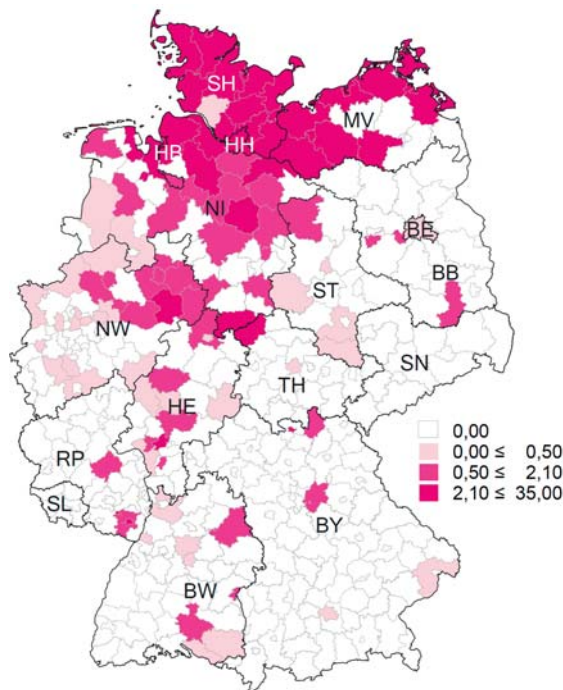 SH
MV
HB
HH
NI
BE
ST
BB
NW
SN
TH
HE
0,00
0,00 ≤ 0,50
0,50 ≤ 2,10
2,10 ≤ 35,00
RP
SL
BY
BW